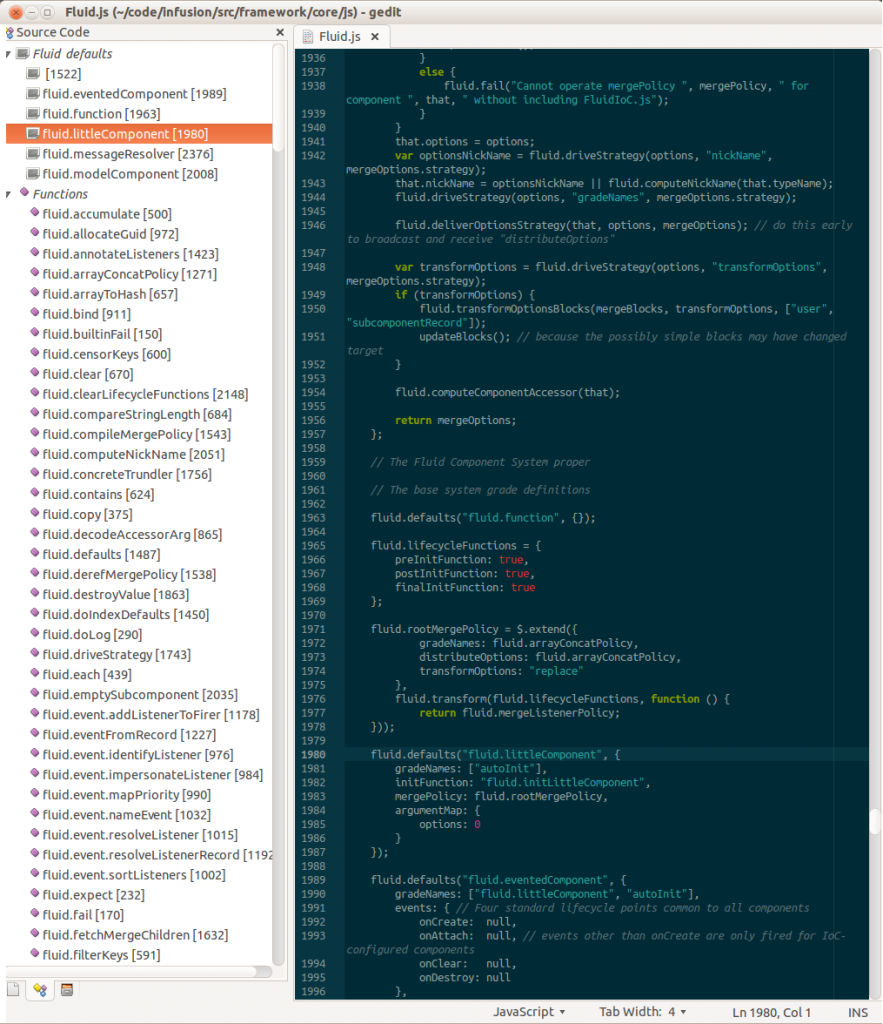 Fluid.js (~/code/infusion/src/framework/core/js) - gedit
Source Code
Fluid defaults
[1522]
fluid.eventedComponent [1989]
fluid.function [1963]
fluid.littleComponent [1980]
fluid.messageResolver [2376]
fluid.modelComponent [2008]
Functions
fluid.accumulate [500]
fluid.allocateGuid [972]
fluid.annotateListeners [1423]
fluid.arrayConcatPolicy [1271]
fluid.arrayToHash [657]
fluid.bind [911]
fluid.builtinFail [150]
fluid.censorKeys [600]
fluid.clear [670]
fluid.clearLifecycleFunctions [2148]
fluid.compareStringLength [684]
fluid.compileMergePolicy [1543]
fluid.computeNickName [2051]
fluid.concreteTrundler [1756]
fluid.contains [624]
fluid.copy [375]
fluid.decodeAccessorArg [865]
fluid.defaults [1487]
fluid.derefMergePolicy [1538]
fluid.destroyValue [1863]
fluid.doIndexDefaults [1450]
fluid.doLog [290]
fluid.driveStrategy [1743]
fluid.each [439]
fluid.emptySubcomponent [2035]
fluid.event.addListenerToFirer [1178]
fluid.eventFromRecord [1227]
fluid.event.identifyListener [976]
fluid.event.impersonateListener [984]
fluid.event.mapPriority [990]
fluid.event.nameEvent [1032]
fluid.event.resolveListener [1015]
fluid.event.resolveListenerRecord [1192
fluid.event.sortListeners [1002]
fluid.expect [232]
fluid.fail [170]
fluid.fetchMergeChildren [1632]
fluid.filterKeys [591]
Fluid.js
1936 }
1937 else {
1938 fluid.fail("Cannot operate mergePolicy ", mergePolicy, " for
component ", that, " without including FluidIoC.js");
1939 }
1940 }
1941 that.options = options;
1942 var optionsNickName = fluid.driveStrategy(options, "nickName",
mergeOptions.strategy);
1943 that.nickName = optionsNickName || fluid.computeNickName(that.typeName);
1944 fluid.driveStrategy(options, "gradeNames", mergeOptions.strategy);
1945
1946 fluid.deliverOptionsStrategy(that, options, mergeOptions); // do this early
to broadcast and receive "distributeOptions"
1947
1948 var transformOptions = fluid.driveStrategy(options, "transformOptions",
mergeOptions.strategy);
1949 if (transformOptions) {
1950 fluid.transformOptionsBlocks(mergeBlocks, transformOptions, ["user",
"subcomponentRecord"]);
1951 updateBlocks(); // because the possibly simple blocks may have changed
target
1952 }
1953
1954 fluid.computeComponentAccessor(that);
1955
1956 return mergeOptions;
1957 };
1958
1959 // The Fluid Component System proper
1960
1961 // The base system grade definitions
1962
1963 fluid.defaults("fluid.function", {});
1964
1965 fluid.lifecycleFunctions = {
1966 preInitFunction: true,
1967 postInitFunction: true,
1968 finalInitFunction: true
1969 };
1970
1971 fluid.rootMergePolicy = $.extend({
1972 gradeNames: fluid.arrayConcatPolicy,
1973 distributeOptions: fluid.arrayConcatPolicy,
1974 transformOptions: "replace"
1975 },
1976 fluid.transform(fluid.lifecycleFunctions, function () {
1977 return fluid.mergeListenerPolicy;
1978 }));
1979
1980 fluid.defaults("fluid.littleComponent", {
1981 gradeNames: ["autoInit"],
1982 initFunction: "fluid.initLittleComponent",
1983 mergePolicy: fluid.rootMergePolicy,
1984 argumentMap: {
1985 options: 0
1986 }
1987 });
1988
1989 fluid.defaults("fluid.eventedComponent", {
1990 gradeNames: ["fluid.littleComponent", "autoInit"],
1991 events: { // Four standard lifecycle points common to all components
1992 onCreate: null,
1993 onAttach: null, // events other than onCreate are only fired for IoC-
configured components
1994 onClear: null,
1995 onDestroy: null
1996 },
JavaScript Tab Width: 4 Ln 1980, Col 1 INS